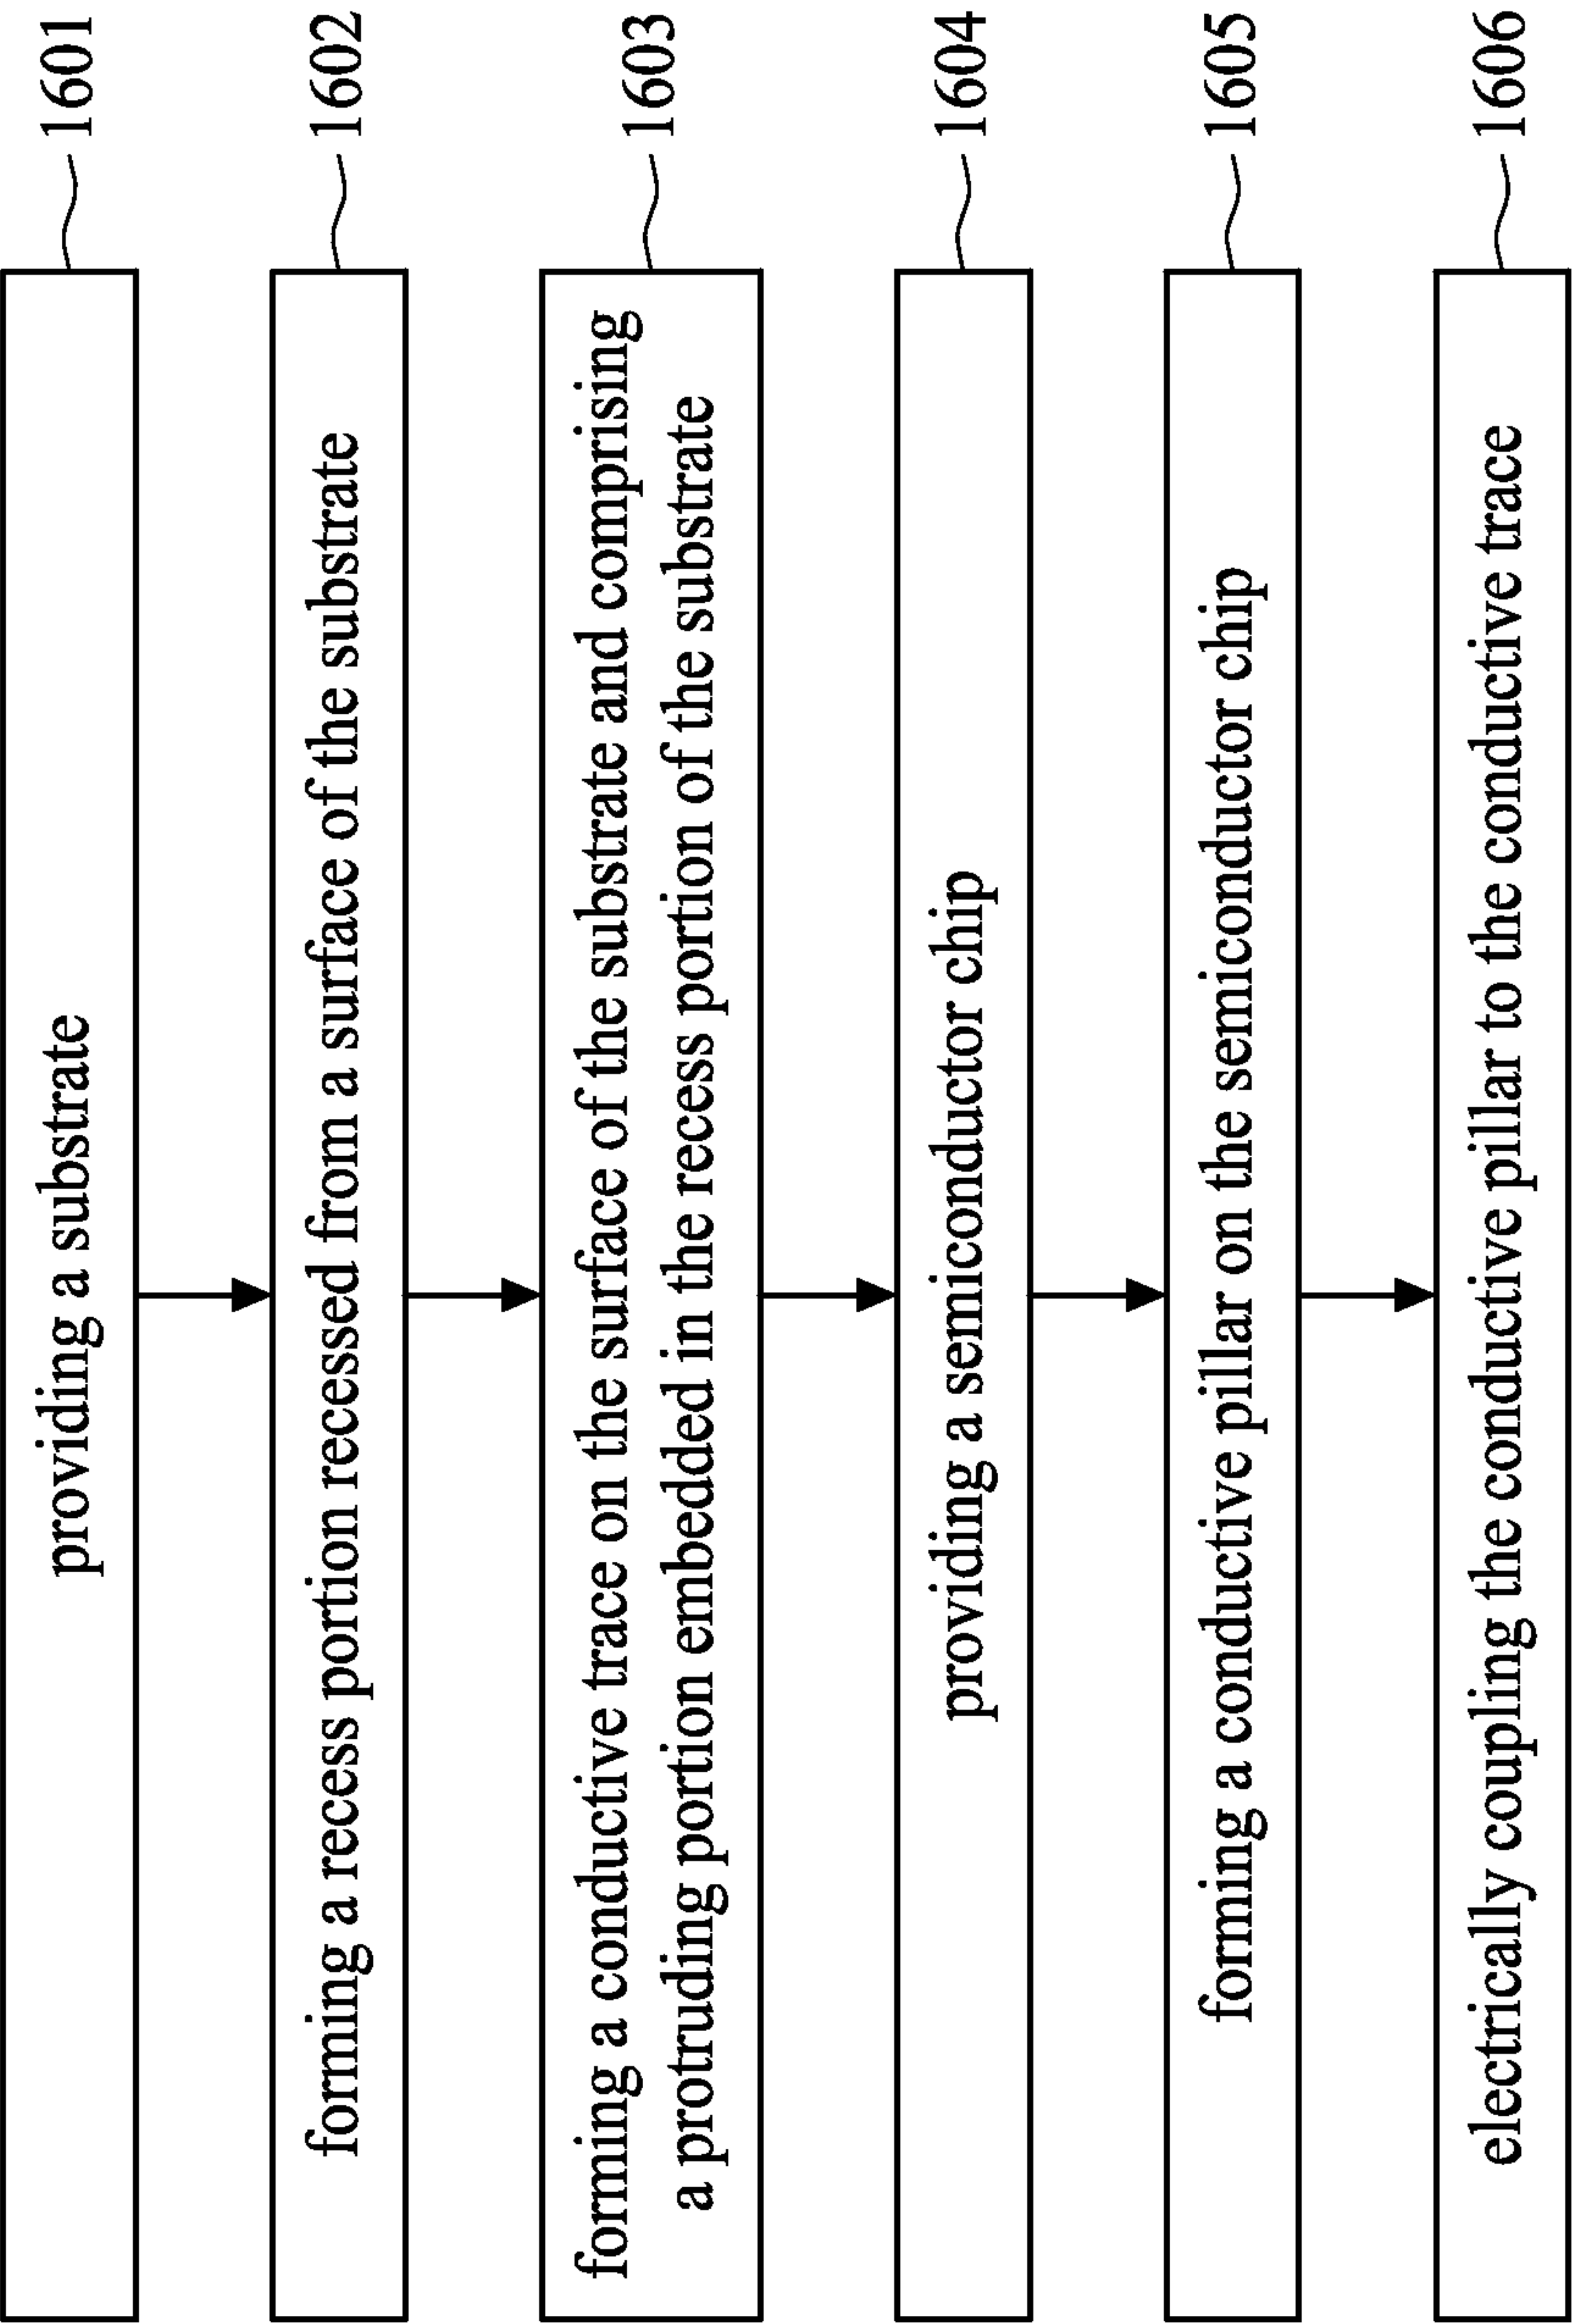 providing a substrate
1601
forming a recess portion recessed from a surface of the substrate
1602
forming a conductive trace on the surface of the substrate and comprising
a protruding portion embedded in the recess portion of the substrate
1603
providing a semiconductor chip
1604
forming a conductive pillar on the semiconductor chip
1605
electrically coupling the conductive pillar to the conductive trace
1606